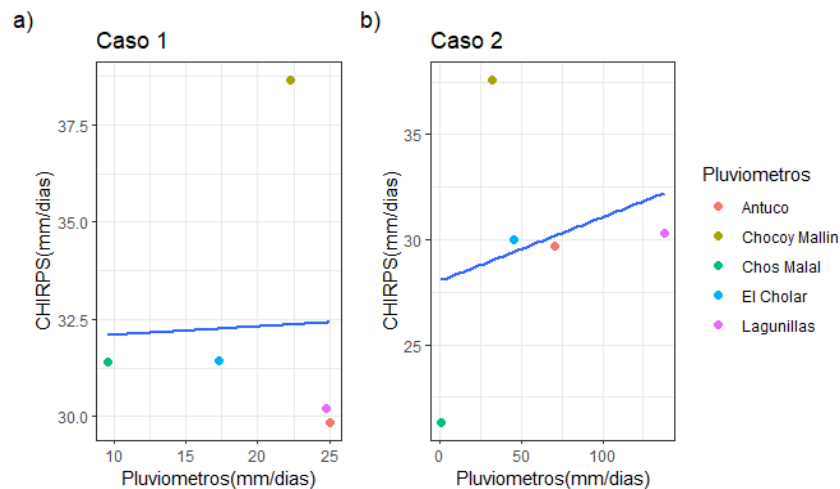 a)
Caso 1
CHIRPS(mm/dias)
37.5
35.0
32.5
30.0
10
15
20
25
Pluviometros(mm/dias)
b)
Caso 2
CHIRPS(mm/dias)
35
30
25
0
50
100
Pluviometros(mm/dias)
Pluviometros
Antuco
Chocoy Mallin
Chos Malal
El Cholar
Lagunillas